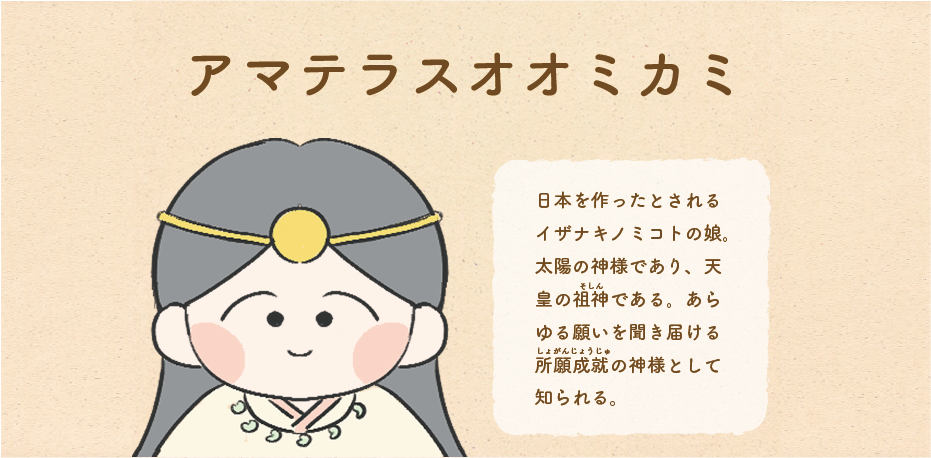 アマテラスオオミカミ
日本を作ったとされる
イザナキノミコトの娘。
太陽の神様であり、天
そしん
皇の祖神である。あら
ゆる願いを聞き届ける
しょがんじょうじゅ
所願成就の神様として
知られる。